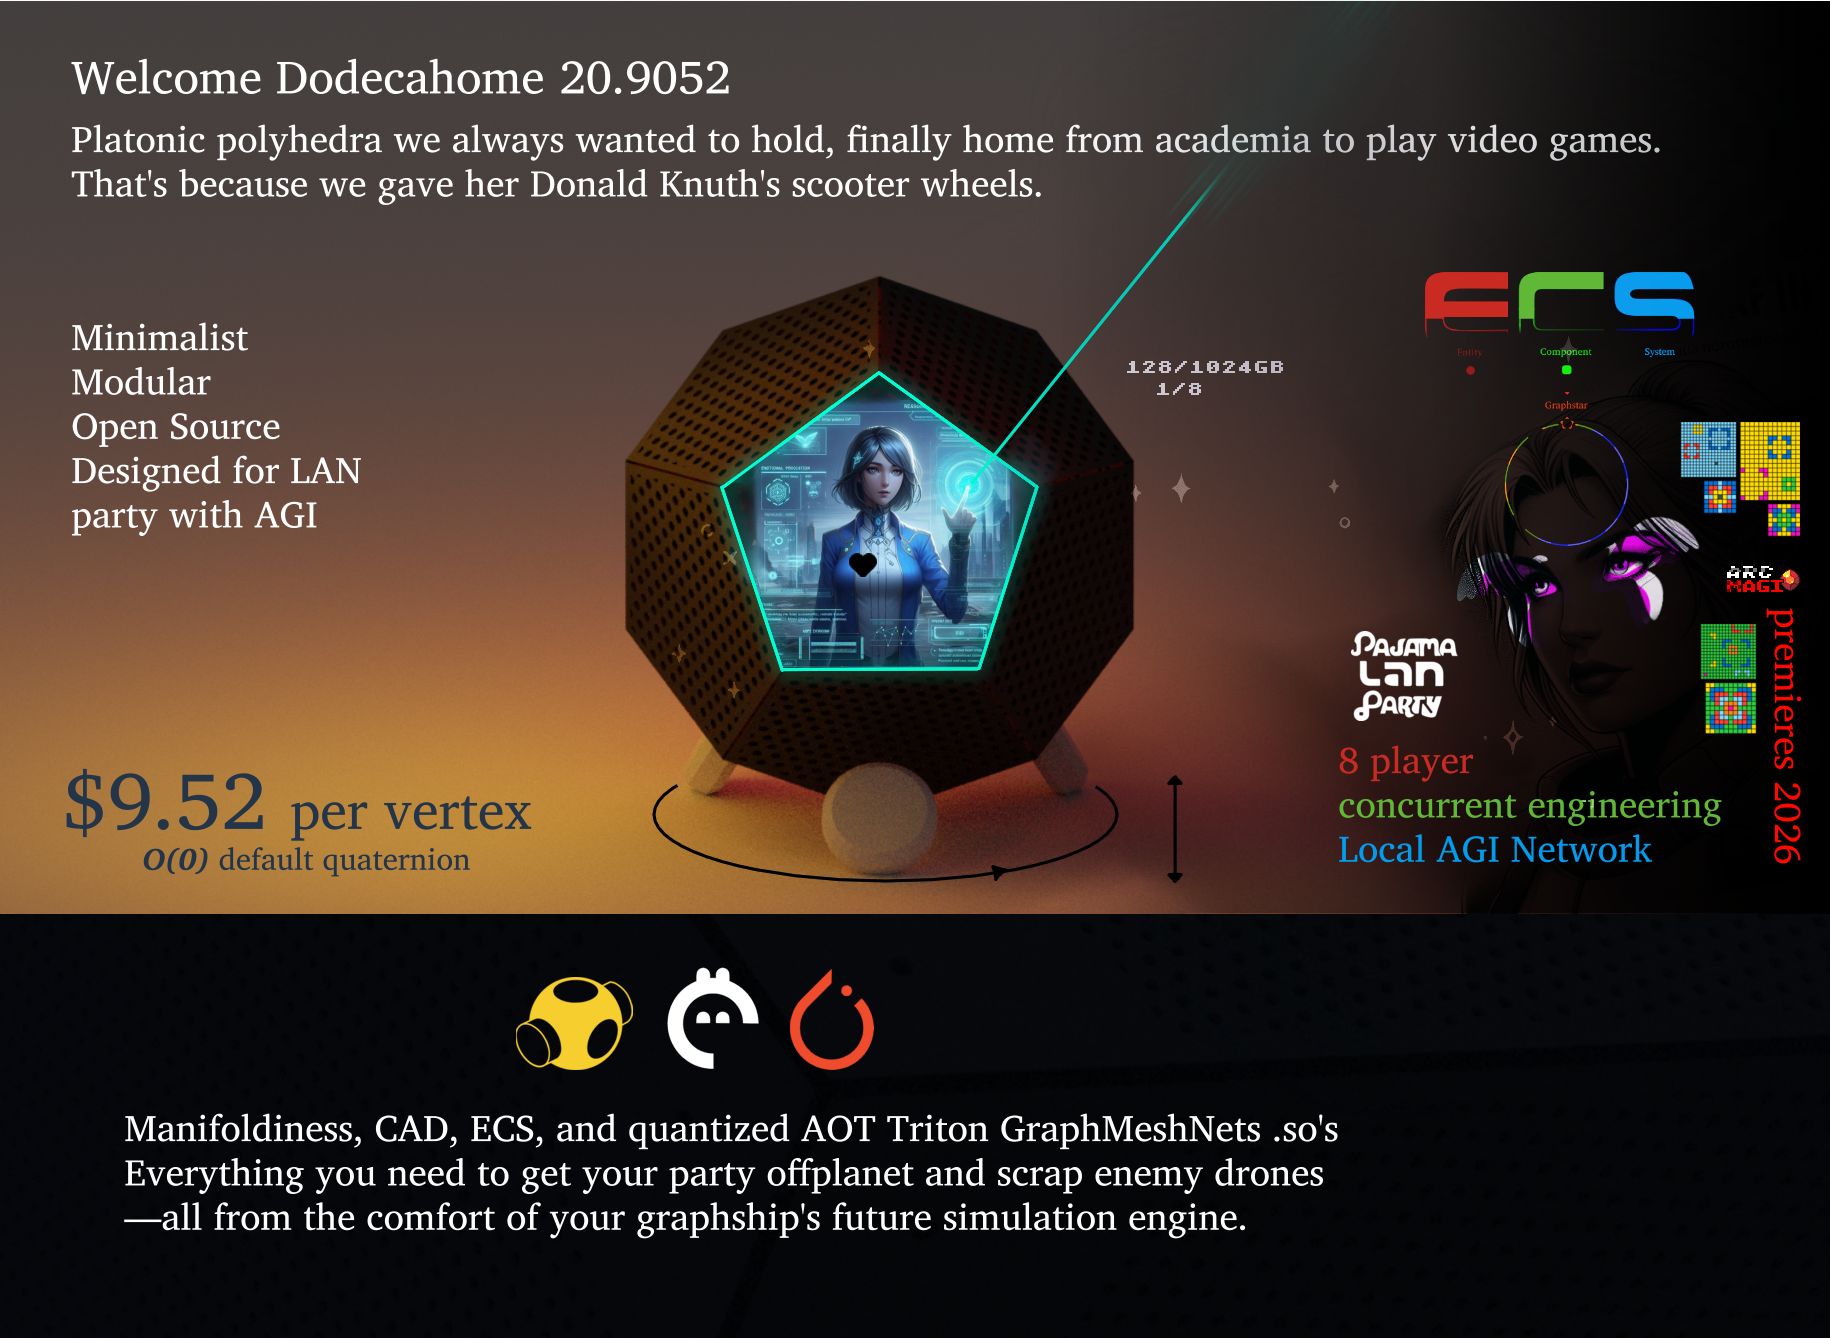 Welcome Dodecahome 20.9052
Platonic polyhedra we always wanted to hold, finally home from academia to play video games.
That's because we gave her Donald Knuth's scooter wheels.
Minimalist
Modular
Open Source
Designed for LAN
party with AGI
128/1024GB
1/8
ECS
Entity
Component
System
Graphstar
ARC
NAGI
premieres 2026
PAJAMA
Lan
PARTY
8 player
concurrent engineering
Local AGI Network
$9.52 per vertex
O(0) default quaternion
Manifoldiness, CAD, ECS, and quantized AOT Triton GraphMeshNets .so's
Everything you need to get your party offplanet and scrap enemy drones
—all from the comfort of your graphship's future simulation engine.